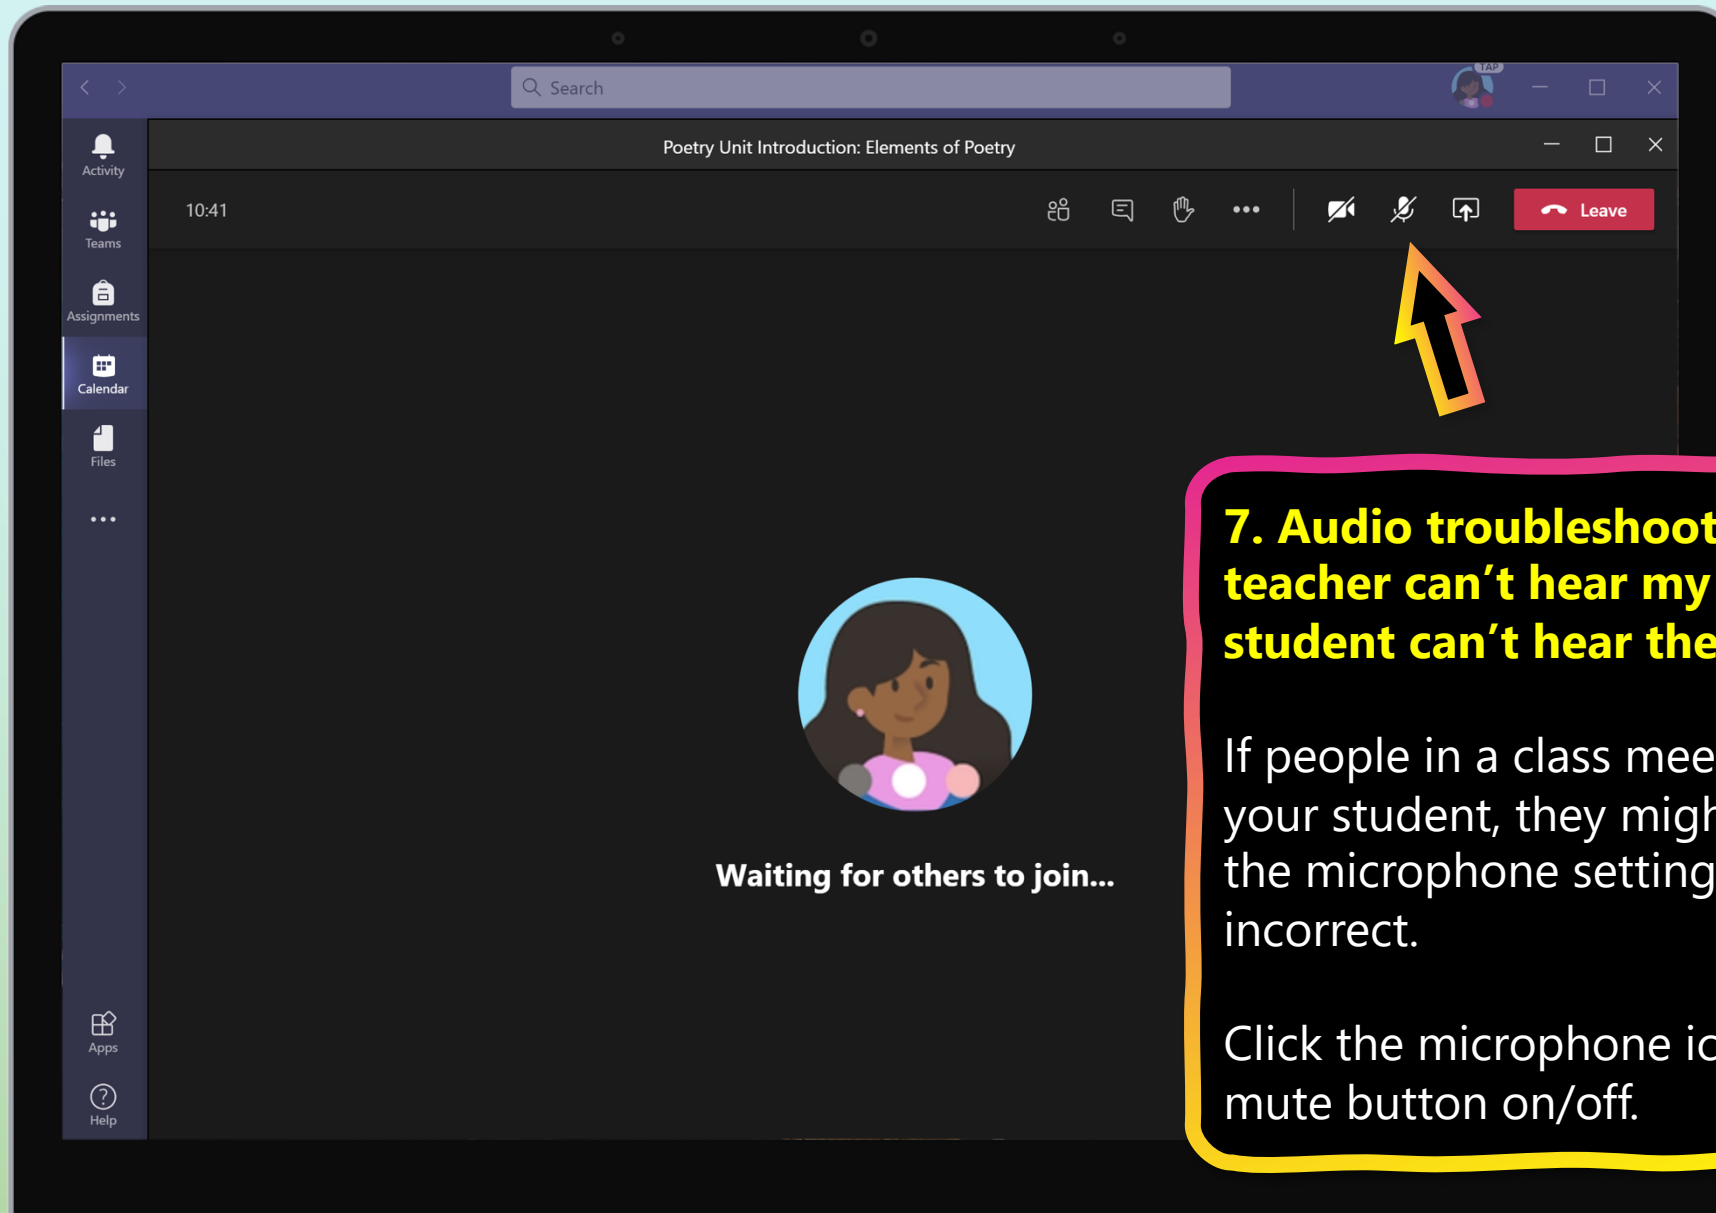 TAP
Search
Activity
Poetry Unit Introduction: Elements of Poetry
10:41
Leave
Teams
Assignments
Calendar
Files
7. Audio troubleshoot
teacher can’t hear my
student can’t hear the
If people in a class mee
your student, they migh
the microphone setting
incorrect.
Waiting for others to join...
Click the microphone ic
mute button on/off.
Apps
Help